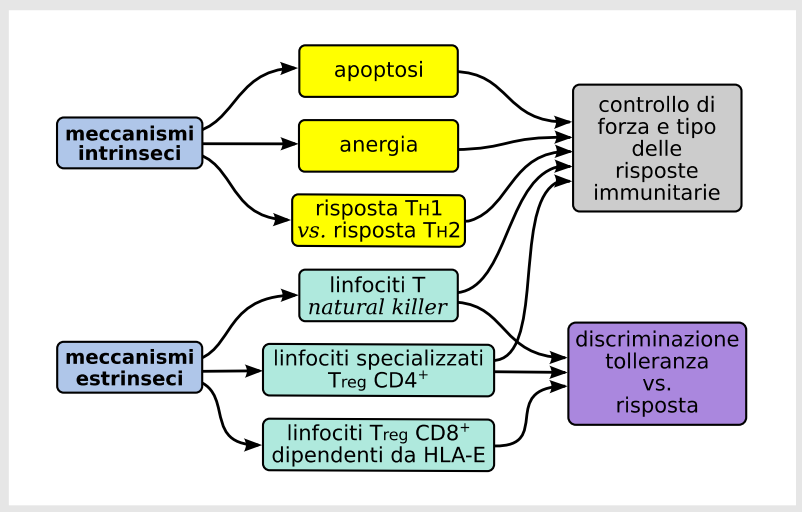 meccanismi
intrinseci
apoptosi
anergia
risposta TH1
vs. risposta TH2
controllo di
forza e tipo
delle
risposte
immunitarie
meccanismi
estrinseci
linfociti T
natural killer
linfociti specializzati
Treg CD4⁺
linfociti Treg CD8⁺
dipendenti da HLA-E
discriminazione
tolleranza
vs.
risposta